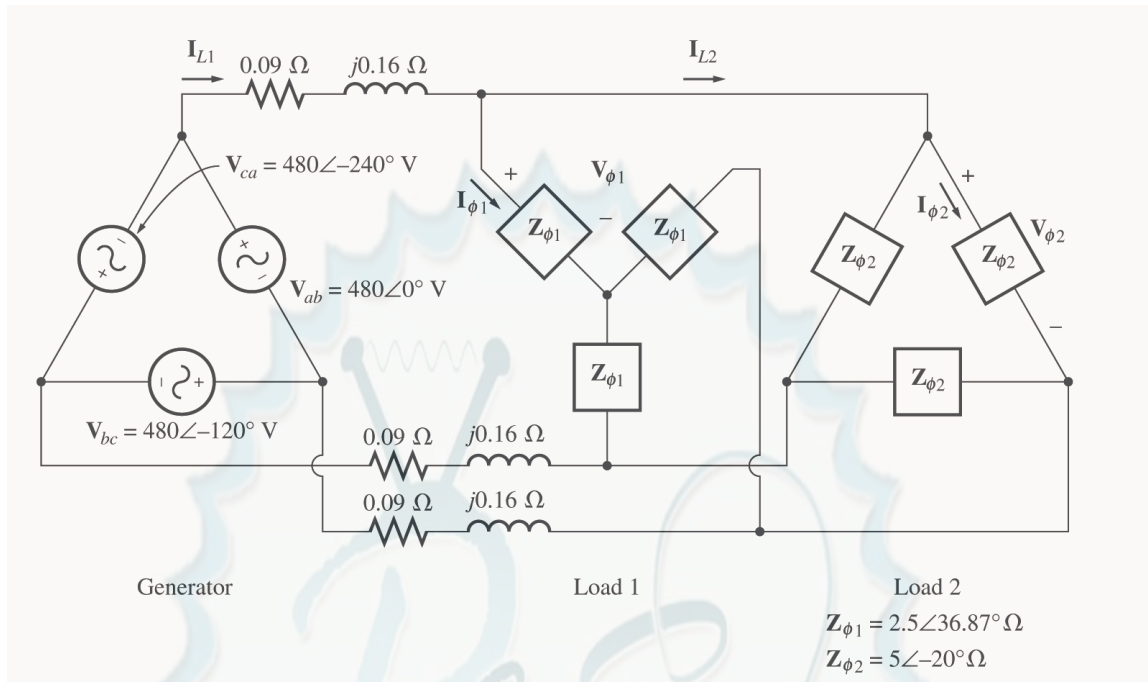 I_L1
0.09 Ω
j0.16 Ω
I_L2
V_ca = 480∠–240° V
+
V_ϕ1
I_ϕ1
–
Z_ϕ1
Z_ϕ1
+
I_ϕ2
V_ϕ2
Z_ϕ2
Z_ϕ2
–
+
+
–
V_ab = 480∠0° V
–
Z_ϕ1
Z_ϕ2
– +
V_bc = 480∠–120° V
0.09 Ω
j0.16 Ω
0.09 Ω
j0.16 Ω
Generator
Load 1
Load 2
Z_ϕ1 = 2.5∠36.87° Ω
Z_ϕ2 = 5∠–20° Ω